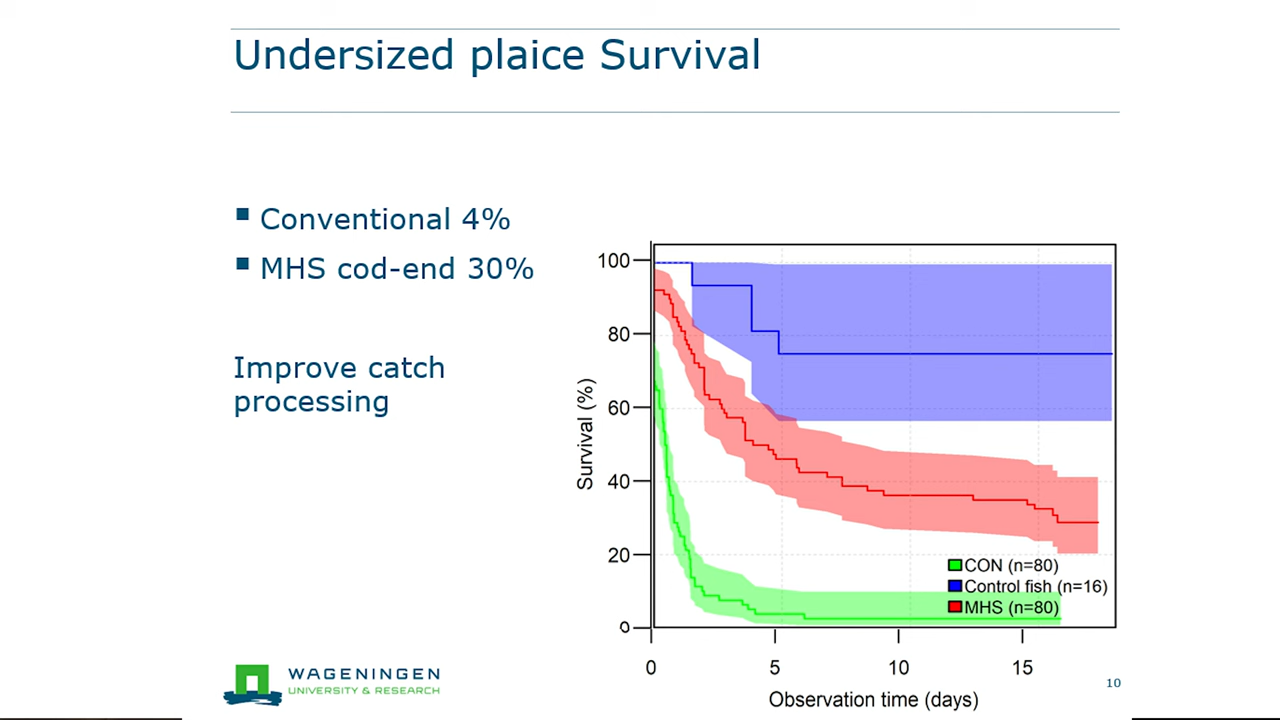 Undersized plaice Survival
Conventional 4%
MHS cod-end 30%
Improve catch
processing
100
80
60
40
20
0
Survival (%)
CON (n=80)
Control fish (n=16)
MHS (n=80)
0 5 10 15
Observation time (days)
WAGENINGEN
UNIVERSITY & RESEARCH
10